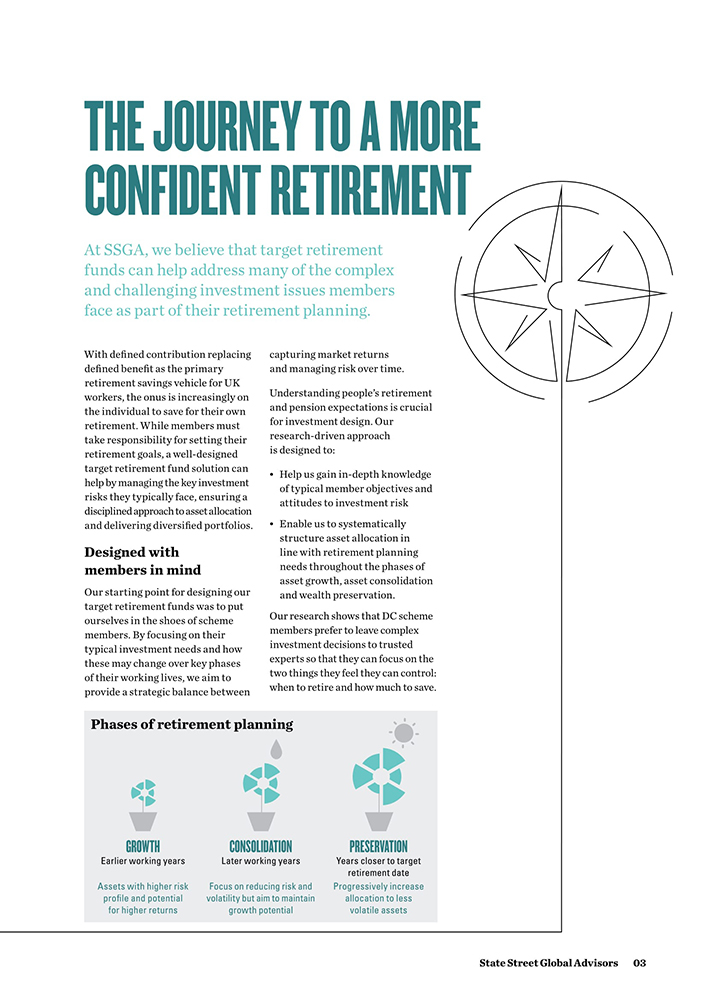 THE JOURNEY TO A MORE
CONFIDENT RETIREMENT
At SSGA, we believe that target retirement
funds can help address many of the complex
and challenging investment issues members
face as part of their retirement planning.
With defined contribution replacing
defined benefit as the primary
retirement savings vehicle for UK
workers, the onus is increasingly on
the individual to save for their own
retirement. While members must
take responsibility for setting their
retirement goals, a well-designed
target retirement fund solution can
help by managing the key investment
risks they typically face, ensuring a
disciplined approach to asset allocation
and delivering diversified portfolios.
Designed with
members in mind
Our starting point for designing our
target retirement funds was to put
ourselves in the shoes of scheme
members. By focusing on their
typical investment needs and how
these may change over key phases
of their working lives, we aim to
provide a strategic balance between
capturing market returns
and managing risk over time.
Understanding people's retirement
and pension expectations is crucial
for investment design. Our
research-driven approach
is designed to:
• Help us gain in-depth knowledge
of typical member objectives and
attitudes to investment risk
• Enable us to systematically
structure asset allocation in
line with retirement planning
needs throughout the phases of
asset growth, asset consolidation
and wealth preservation.
Our research shows that DC scheme
members prefer to leave complex
investment decisions to trusted
experts so that they can focus on the
two things they feel they can control:
when to retire and how much to save.
Phases of retirement planning
GROWTH
Earlier working years
Assets with higher risk
profile and potential
for higher returns
CONSOLIDATION
Later working years
Focus on reducing risk and
volatility but aim to maintain
growth potential
PRESERVATION
Years closer to target
retirement date
Progressively increase
allocation to less
volatile assets
State Street Global Advisors 03